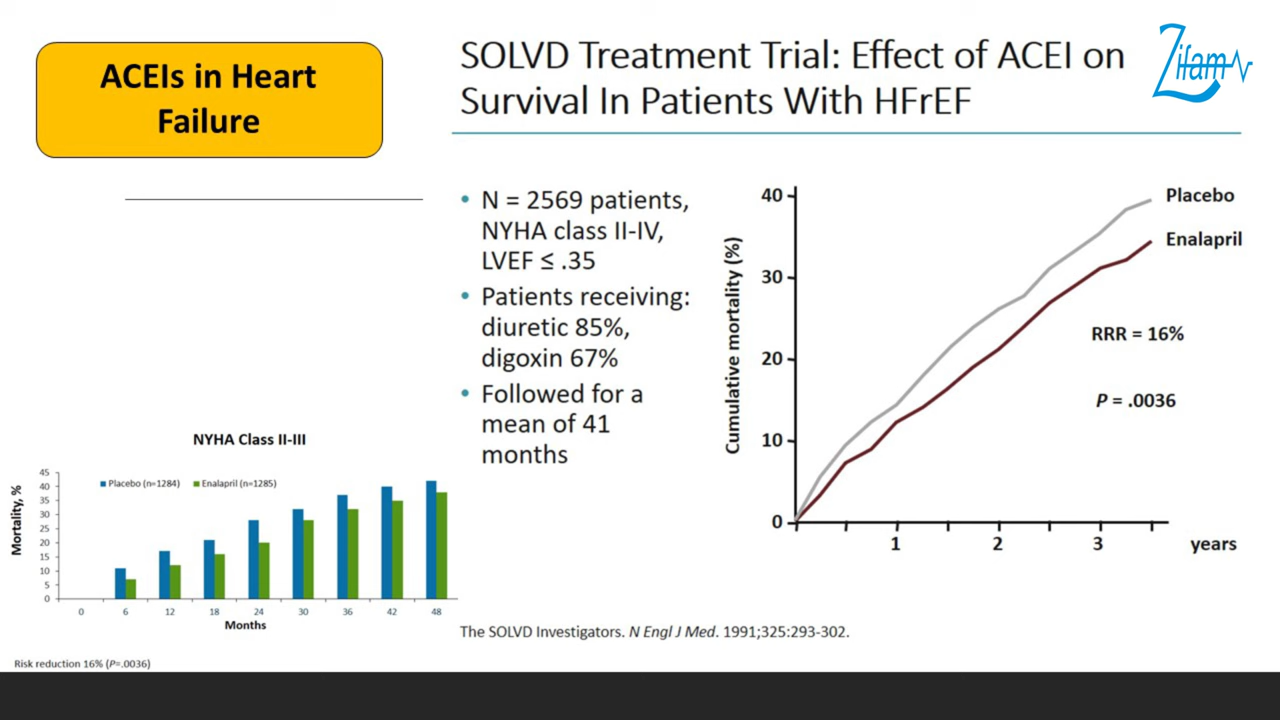 ACEIs in Heart
Failure
SOLVD Treatment Trial: Effect of ACEI on
Survival In Patients With HFrEF
Zifam
• N = 2569 patients,
NYHA class II-IV,
LVEF ≤ .35
• Patients receiving:
diuretic 85%,
digoxin 67%
• Followed for a
mean of 41
months
Cumulative mortality (%)
40
30
20
10
0
1 2 3 years
Placebo
Enalapril
RRR = 16%
P = .0036
NYHA Class II-III
Placebo (n=1284) Enalapril (n=1285)
Mortality, %
45
40
35
30
25
20
15
10
5
0
0 6 12 18 24 30 36 42 48
Months
The SOLVD Investigators. N Engl J Med. 1991;325:293-302.
Risk reduction 16% (P=.0036)